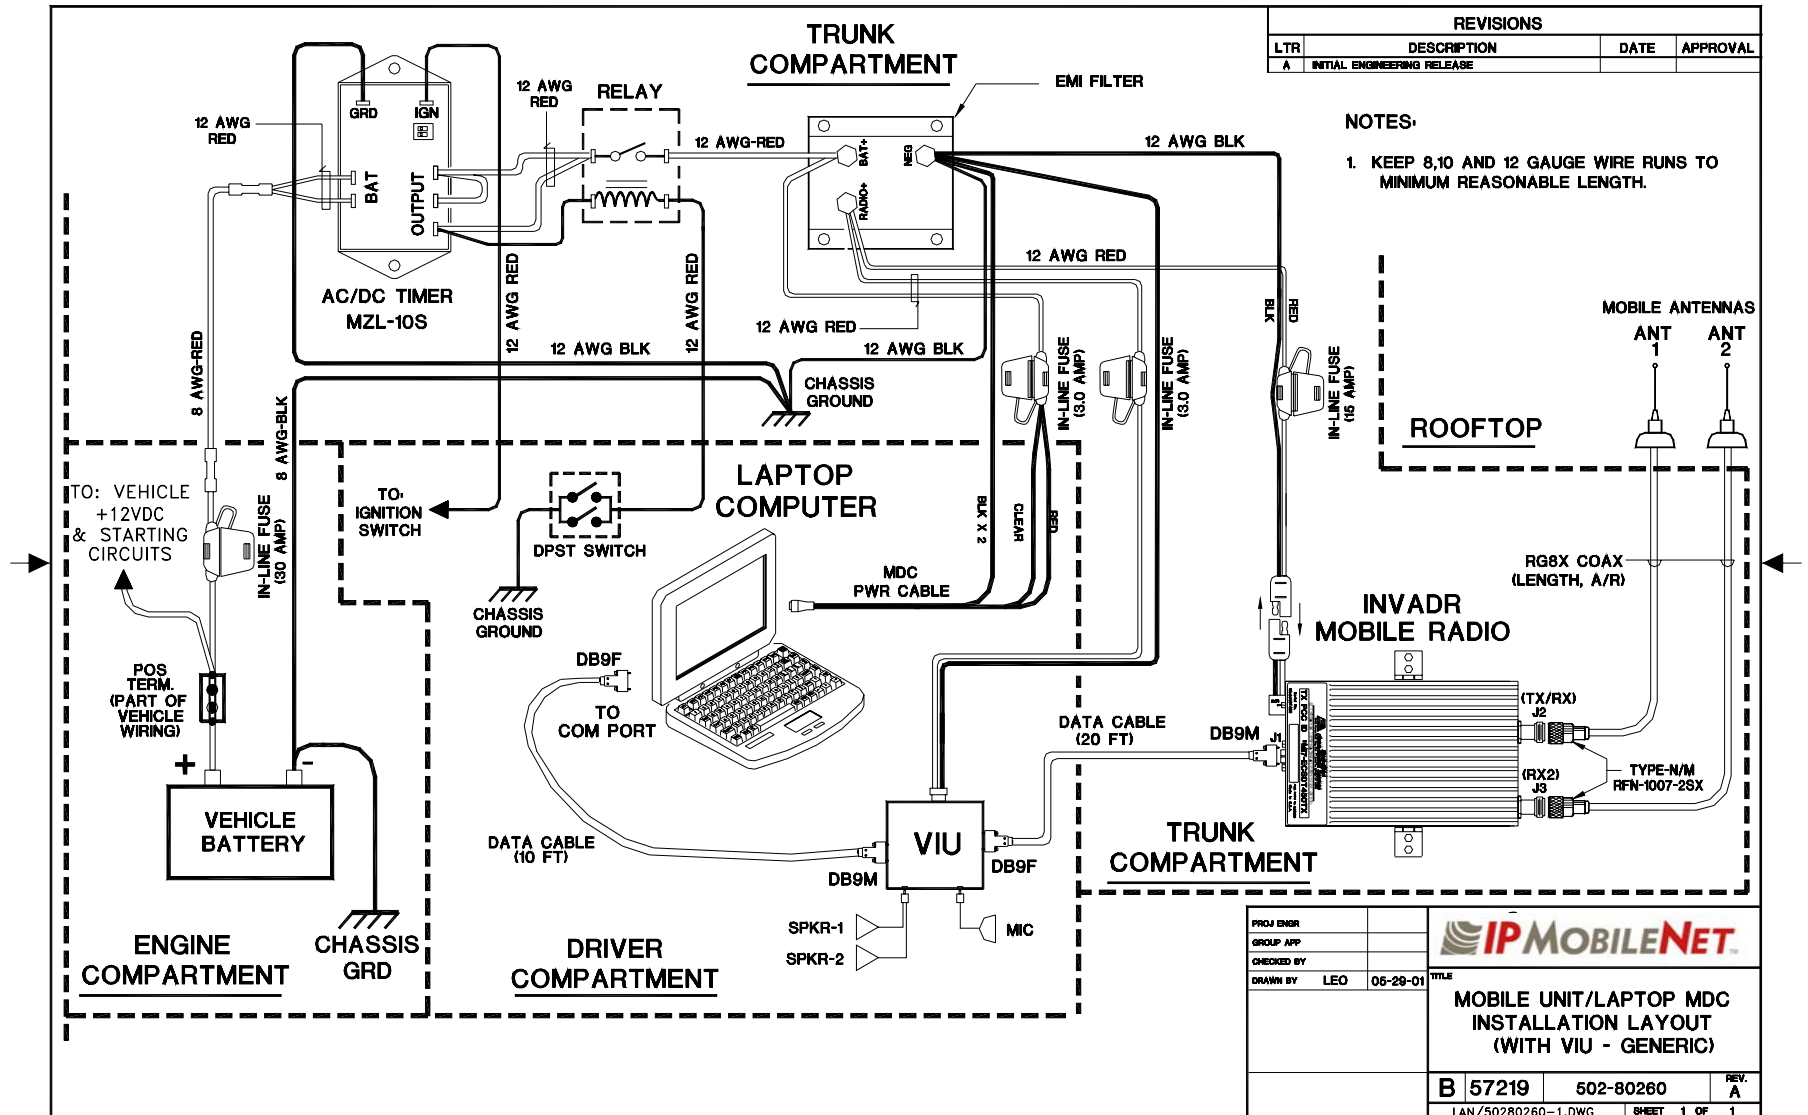 TRUNK
COMPARTMENT
REVISIONS
LTR DESCRIPTION DATE APPROVAL
A INITIAL ENGINEERING RELEASE
NOTES:
1. KEEP 8,10 AND 12 GAUGE WIRE RUNS TO
MINIMUM REASONABLE LENGTH.
EMI FILTER
12 AWG
RED
RELAY
GRD
IGN
12 AWG
RED
BAT
OUTPUT
12 AWG-RED
BAT+
NEG
RADIO+
12 AWG BLK
AC/DC TIMER
MZL-10S
12 AWG RED
12 AWG RED
12 AWG RED
12 AWG RED
12 AWG BLK
12 AWG BLK
8 AWG-RED
8 AWG-BLK
CHASSIS
GROUND
IN-LINE FUSE
(3.0 AMP)
IN-LINE FUSE
(3.0 AMP)
BLK
RED
IN-LINE FUSE
(15 AMP)
MOBILE ANTENNAS
ANT
1
ANT
2
ROOFTOP
TO: VEHICLE
+12VDC
& STARTING
CIRCUITS
IN-LINE FUSE
(30 AMP)
TO:
IGNITION
SWITCH
DPST SWITCH
CHASSIS
GROUND
LAPTOP
COMPUTER
BLK X 2
CLEAR
RED
MDC
PWR CABLE
RG8X COAX
(LENGTH, A/R)
INVADR
MOBILE RADIO
POS
TERM.
(PART OF
VEHICLE
WIRING)
+
-
VEHICLE
BATTERY
DB9F
TO
COM PORT
DATA CABLE
(20 FT)
DB9M
J1
(TX/RX)
J2
(RX2)
J3
TYPE-N/M
RFN-1007-2SX
DATA CABLE
(10 FT)
VIU
DB9M
DB9F
TRUNK
COMPARTMENT
SPKR-1
SPKR-2
MIC
CHASSIS
GRD
ENGINE
COMPARTMENT
DRIVER
COMPARTMENT
PROJ ENGR
GROUP APP
CHECKED BY
DRAWN BY LEO 05-29-01
IPMOBILENET
TITLE
MOBILE UNIT/LAPTOP MDC
INSTALLATION LAYOUT
(WITH VIU - GENERIC)
B 57219 502-80260 REV. A
LAN/50280260-1.DWG SHEET 1 OF 1